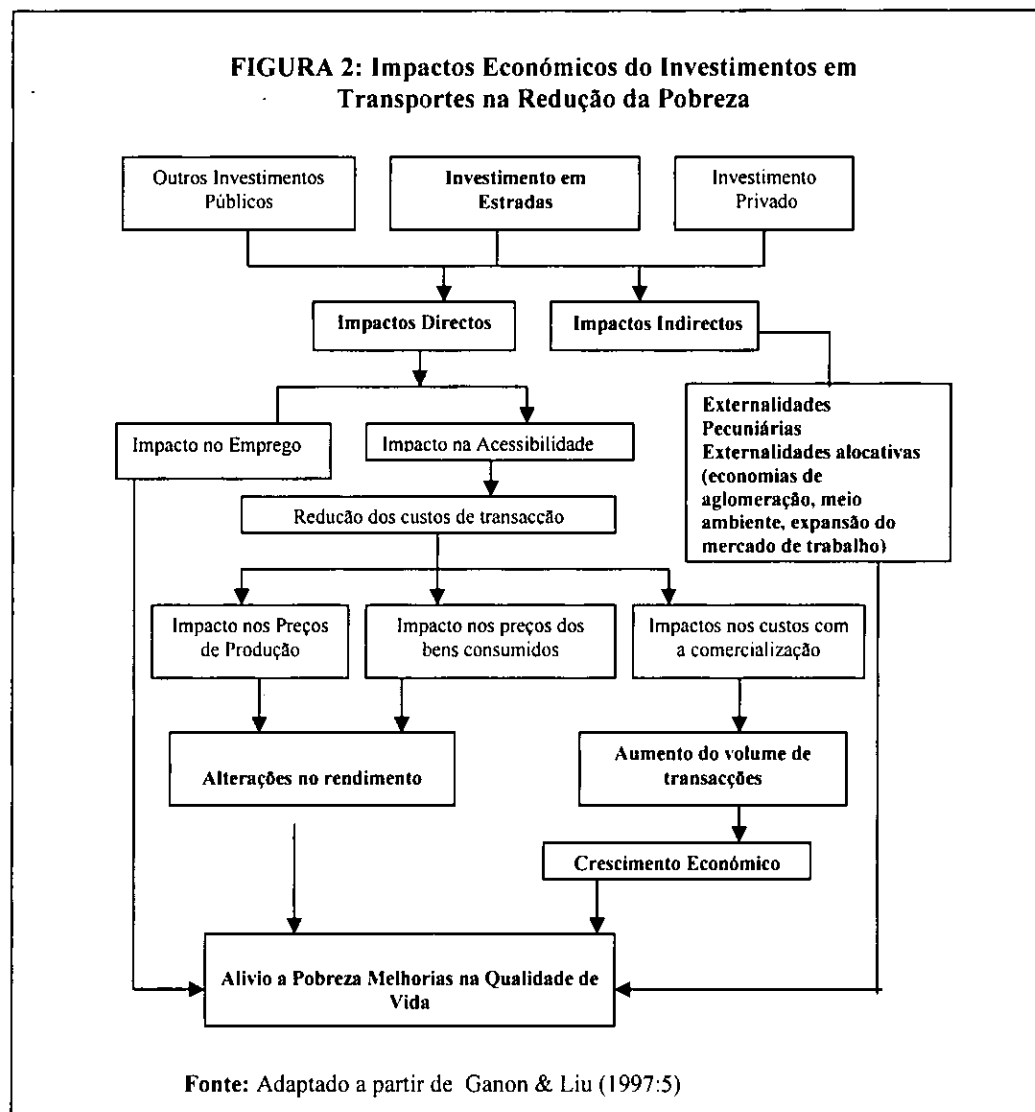 FIGURA 2: Impactos Económicos do Investimentos em
Transportes na Redução da Pobreza
Outros Investimentos
Públicos
Investimento em
Estradas
Investimento
Privado
Impactos Directos
Impactos Indirectos
Externalidades
Pecuniárias
Externalidades alocativas
(economias de
aglomeração, meio
ambiente, expansão do
mercado de trabalho)
Impacto no Emprego
Impacto na Acessibilidade
Reducão dos custos de transacção
Impacto nos Preços
de Produção
Impacto nos preços dos
bens consumidos
Impactos nos custos com
a comercialização
Alterações no rendimento
Aumento do volume de
transacções
Crescimento Económico
Alivio a Pobreza Melhorias na Qualidade de
Vida
Fonte: Adaptado a partir de Ganon & Liu (1997:5)